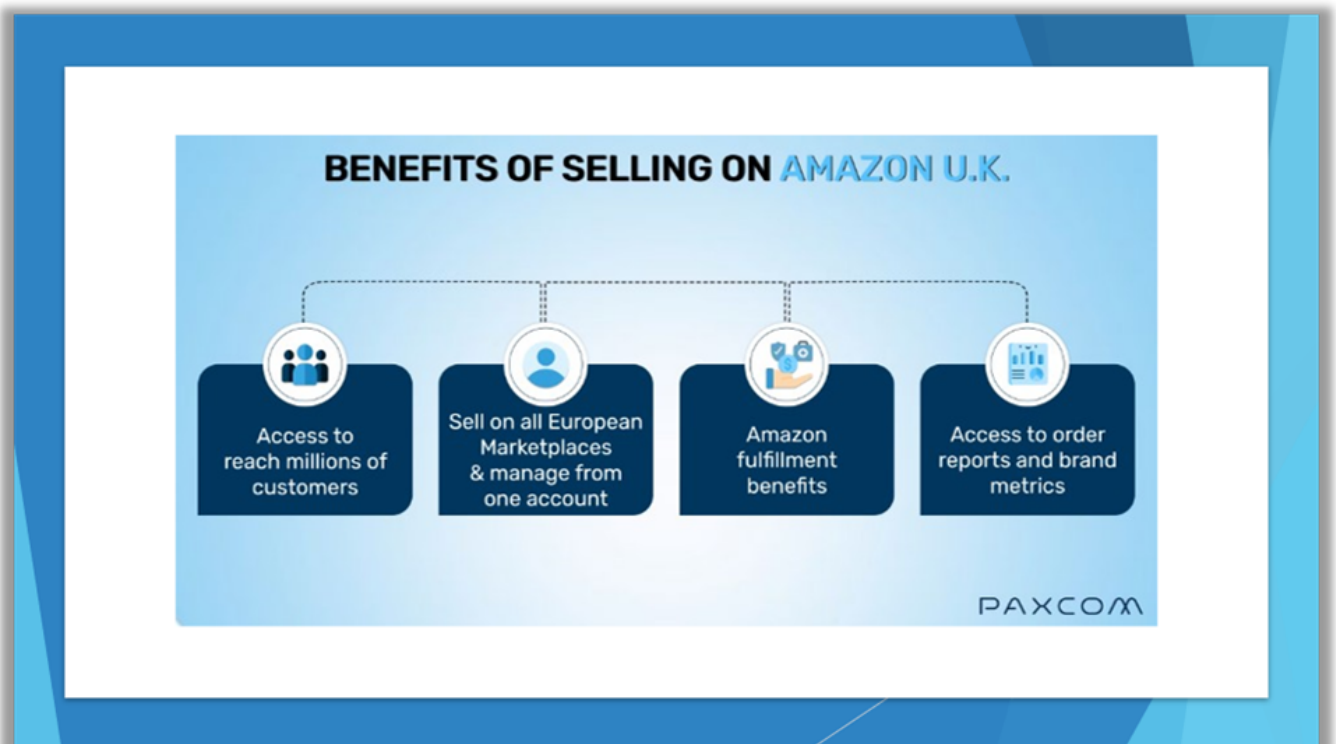 BENEFITS OF SELLING ON AMAZON U.K.
Access to
reach millions of
customers
Sell on all European
Marketplaces
& manage from
one account
Amazon
fulfillment
benefits
Access to order
reports and brand
metrics
PAXCOM